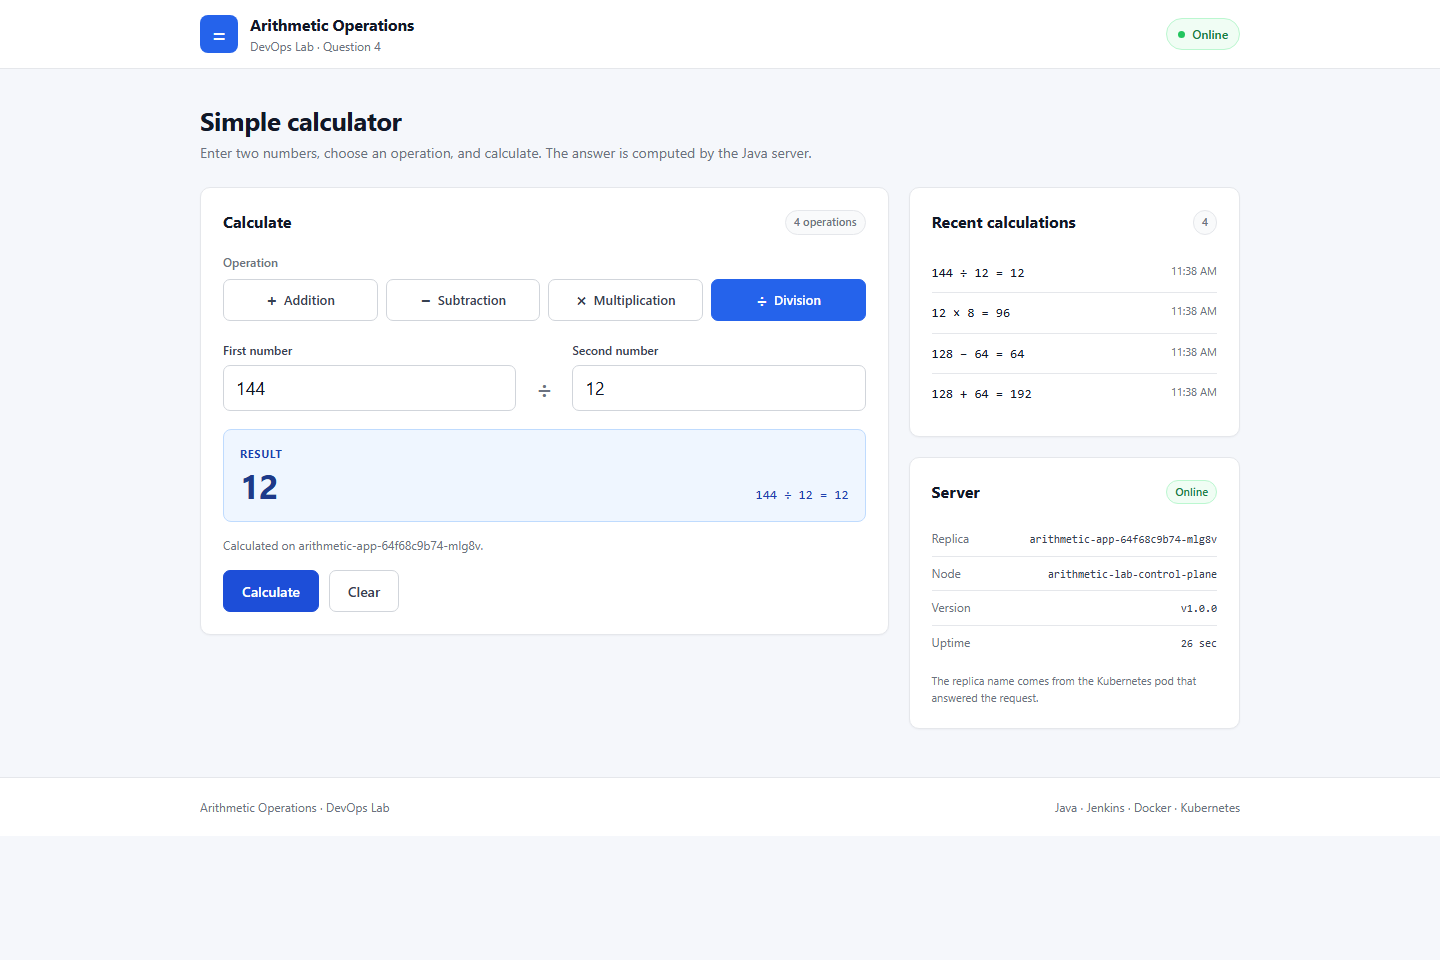 =
Arithmetic Operations
DevOps Lab · Question 4
Online
Simple calculator
Enter two numbers, choose an operation, and calculate. The answer is computed by the Java server.
Calculate
4 operations
Operation
+ Addition
− Subtraction
× Multiplication
÷ Division
First number
Second number
144
÷
12
RESULT
12
144 ÷ 12 = 12
Calculated on arithmetic-app-64f68c9b74-mlg8v.
Calculate
Clear
Recent calculations
4
144 ÷ 12 = 12 11:38 AM
12 × 8 = 96 11:38 AM
128 − 64 = 64 11:38 AM
128 + 64 = 192 11:38 AM
Server
Online
Replica arithmetic-app-64f68c9b74-mlg8v
Node arithmetic-lab-control-plane
Version v1.0.0
Uptime 26 sec
The replica name comes from the Kubernetes pod that
answered the request.
Arithmetic Operations · DevOps Lab
Java · Jenkins · Docker · Kubernetes